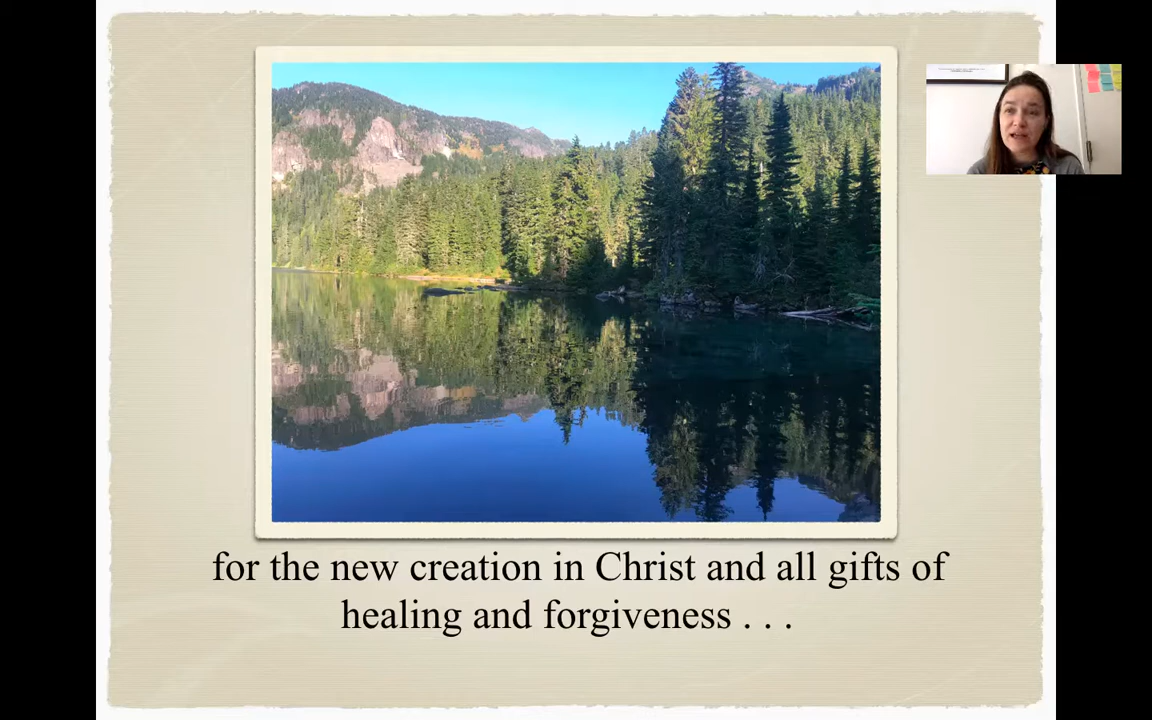 for the new creation in Christ and all gifts of
healing and forgiveness . . .